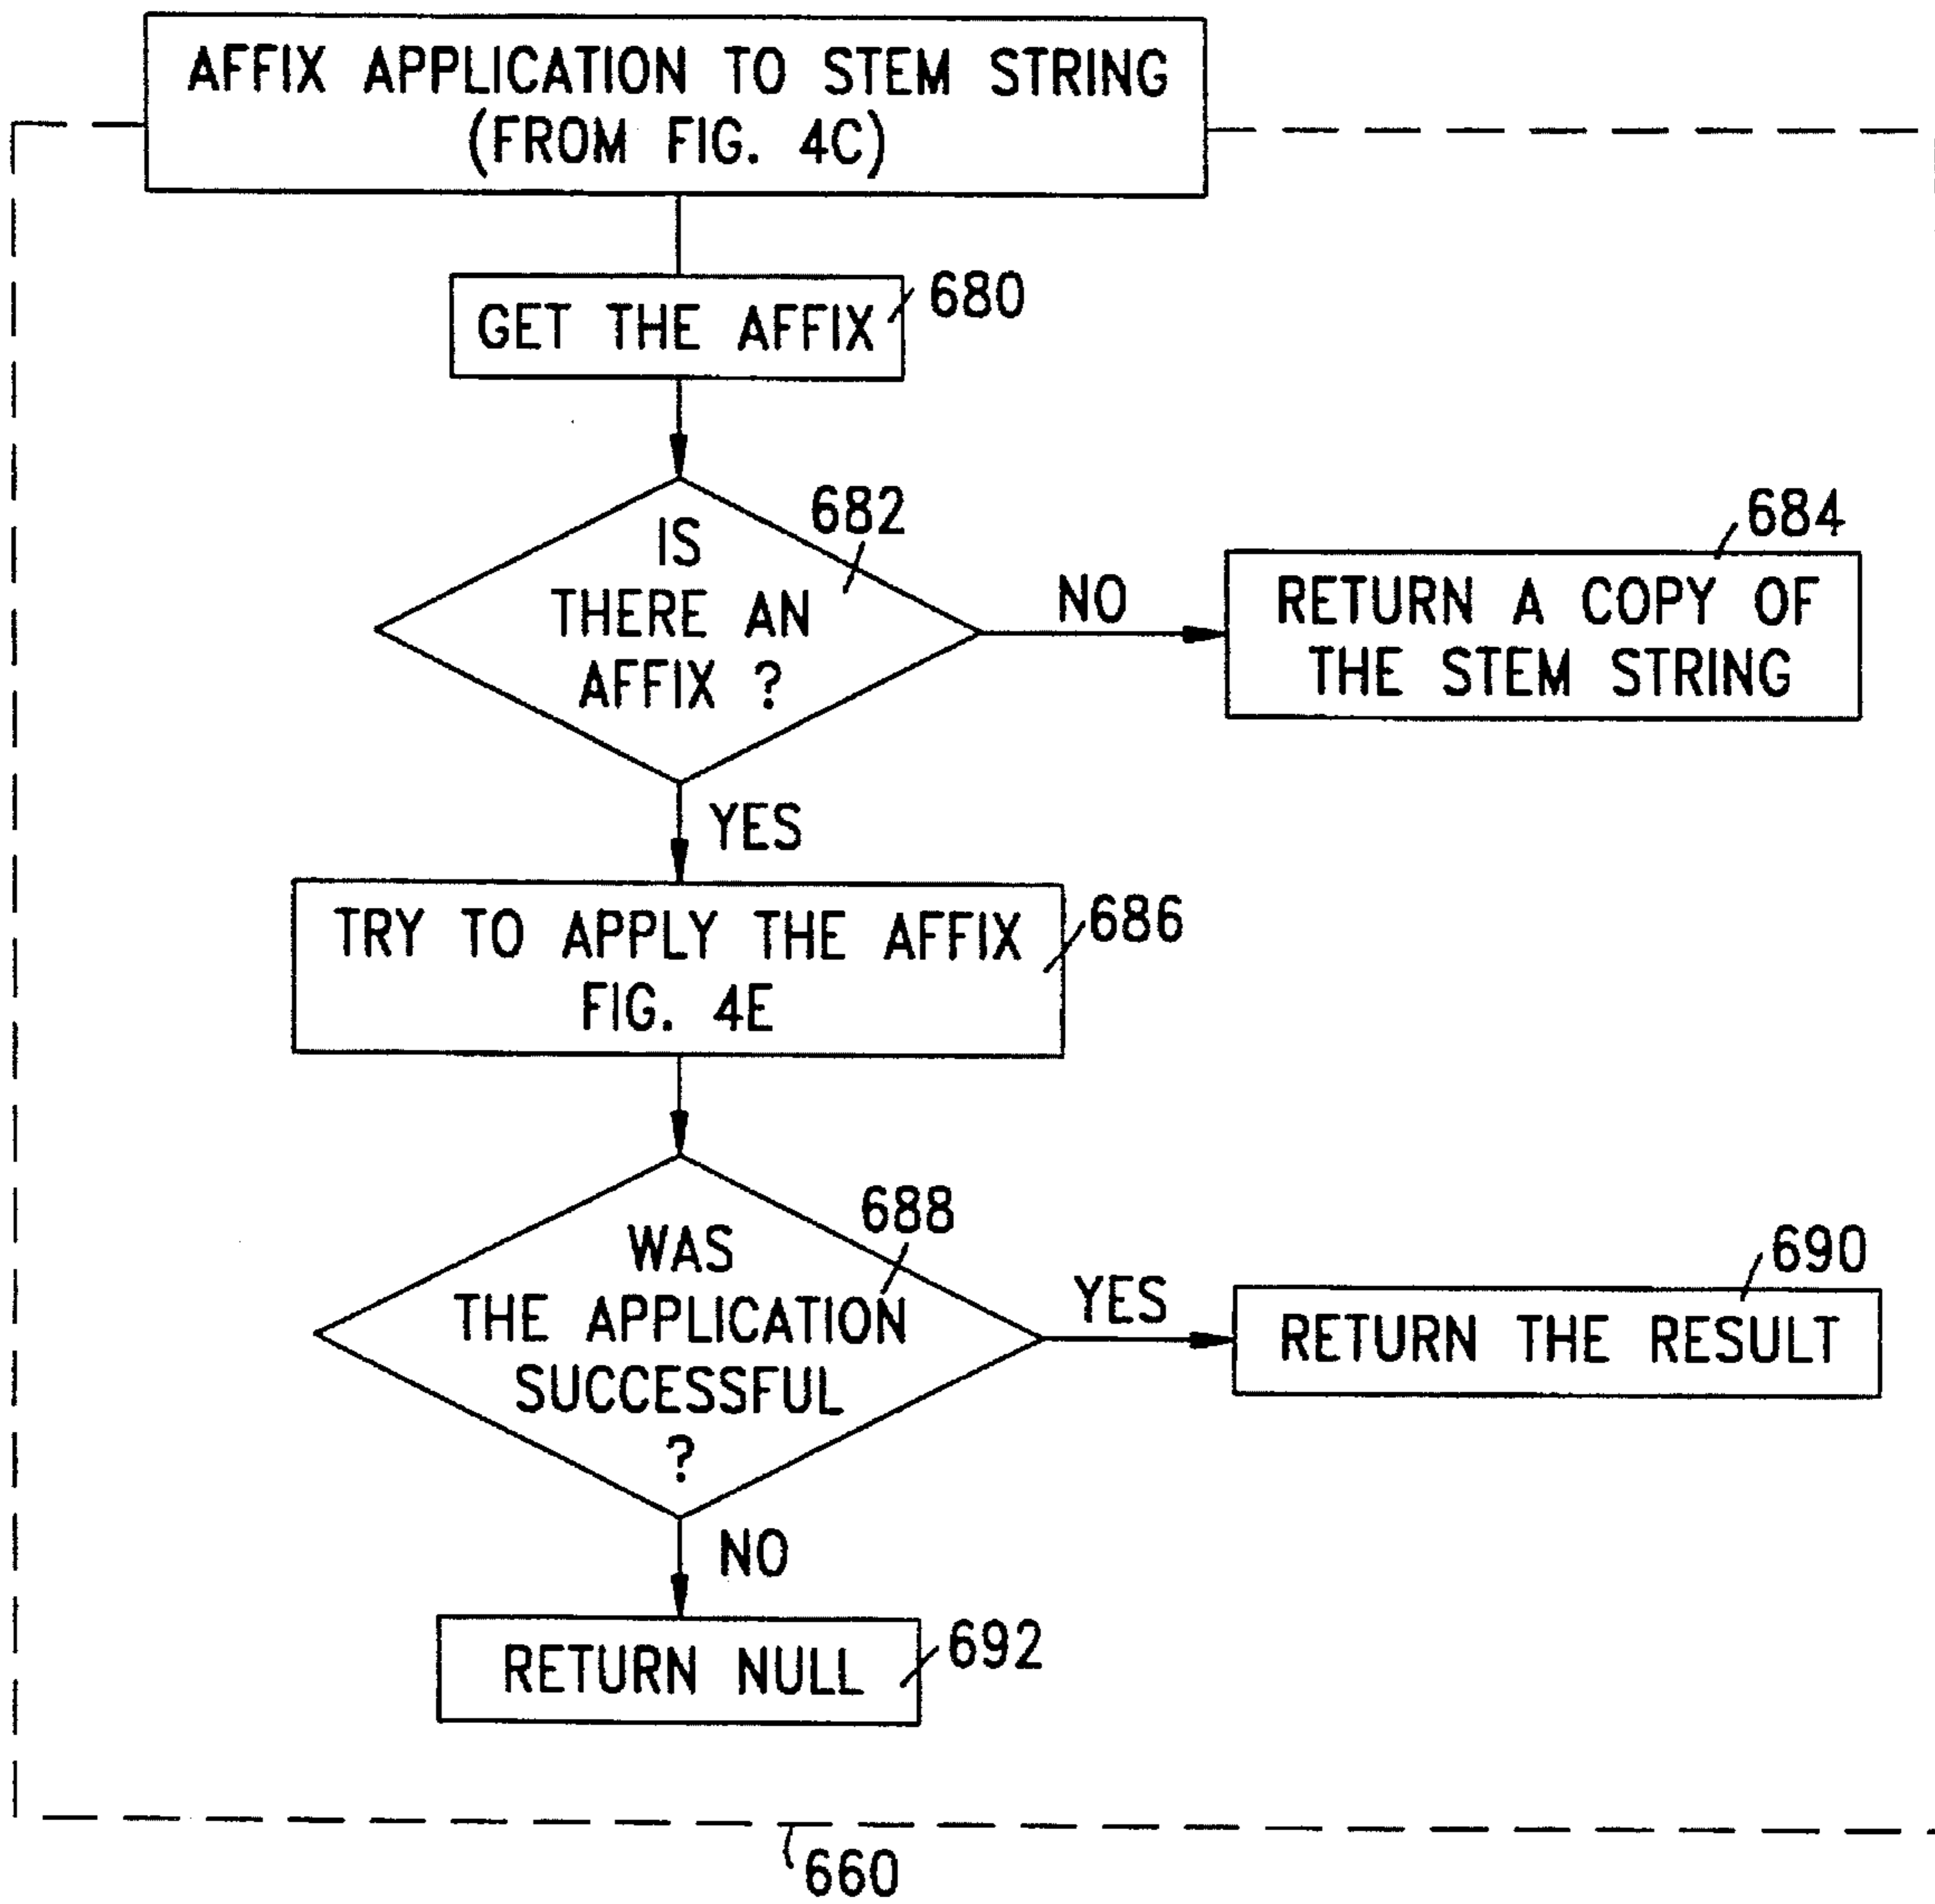 AFFIX APPLICATION TO STEM STRING
(FROM FIG. 4C)
680
GET THE AFFIX
682
IS
THERE AN
AFFIX ?
NO
684
RETURN A COPY OF
THE STEM STRING
YES
686
TRY TO APPLY THE AFFIX
FIG. 4E
688
WAS
THE APPLICATION
SUCCESSFUL
?
YES
690
RETURN THE RESULT
NO
692
RETURN NULL
660